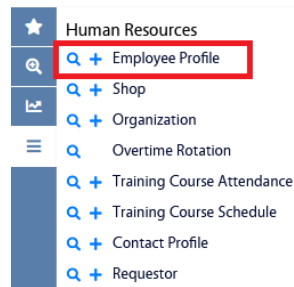 Human Resources
Employee Profile
Shop
Organization
Overtime Rotation
Training Course Attendance
Training Course Schedule
Contact Profile
Requestor